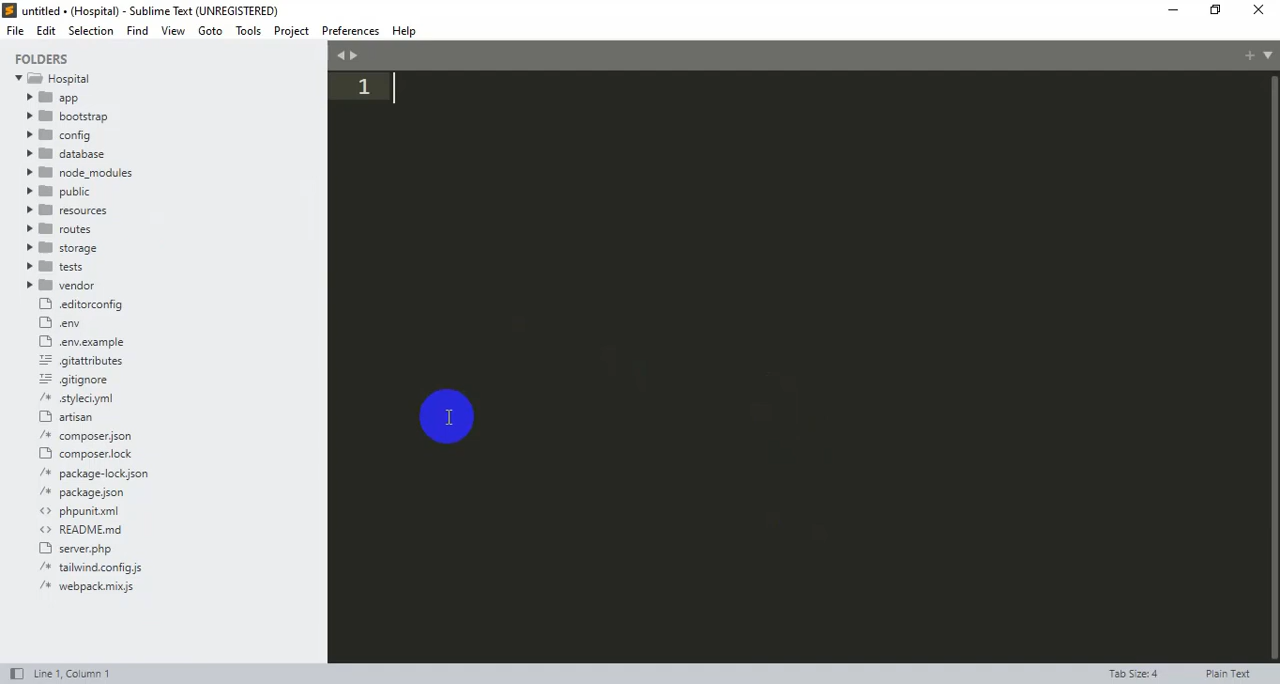 untitled • (Hospital) - Sublime Text (UNREGISTERED)
File Edit Selection Find View Goto Tools Project Preferences Help
FOLDERS
Hospital
app
bootstrap
config
database
node_modules
public
resources
routes
storage
tests
vendor
.editorconfig
.env
.env.example
.gitattributes
.gitignore
.styleci.yml
artisan
composer.json
composer.lock
package-lock.json
package.json
phpunit.xml
README.md
server.php
tailwind.config.js
webpack.mix.js
1
Line 1, Column 1 Tab Size: 4 Plain Text